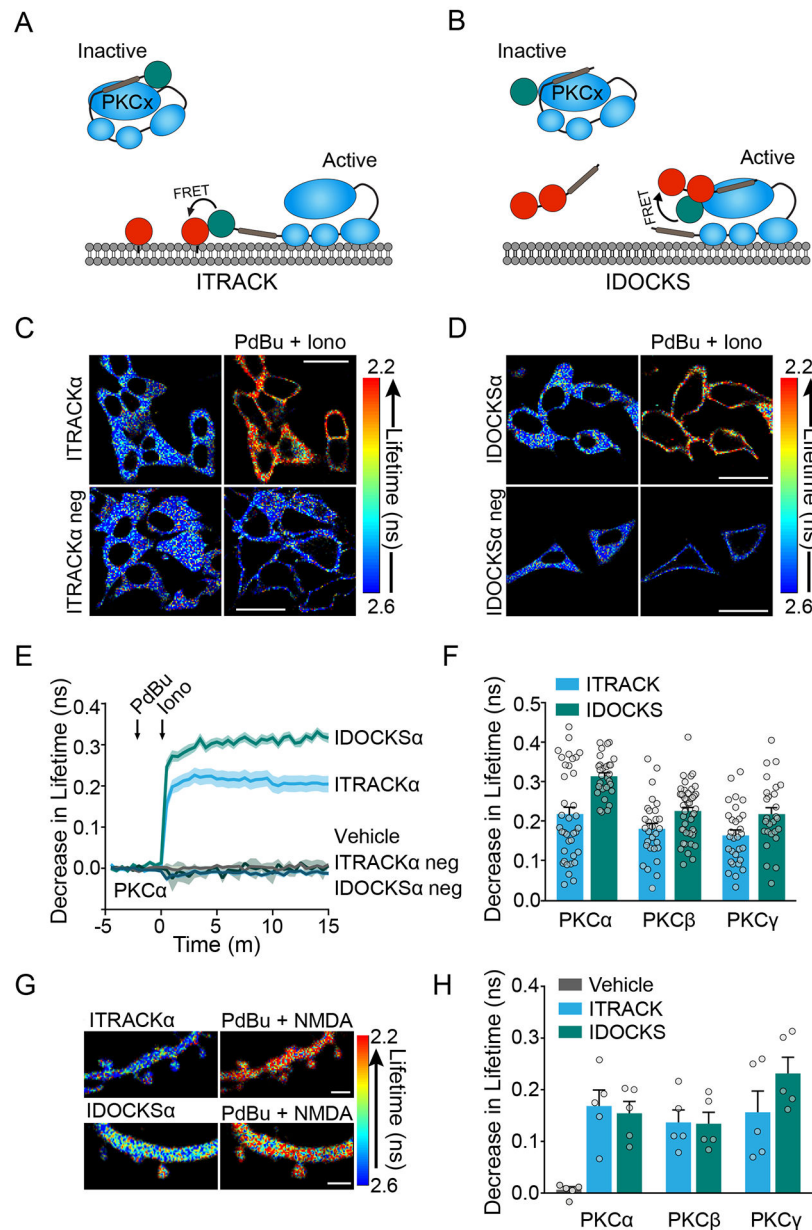 A
Inactive
PKCx
Active
FRET
ITRACK
B
Inactive
PKCx
Active
FRET
IDOCKS
C
PdBu + Iono
ITRACKα
ITRACKα neg
2.2
Lifetime (ns)
2.6
D
PdBu + Iono
IDOCKSα
IDOCKSα neg
2.2
Lifetime (ns)
2.6
E
Decrease in Lifetime (ns)
0.4
0.3
0.2
0.1
0.0
PdBu
Iono
IDOCKSα
ITRACKα
Vehicle
ITRACKα neg
IDOCKSα neg
PKCα
-5
0
5
10
15
Time (m)
F
Decrease in Lifetime (ns)
0.5
0.4
0.3
0.2
0.1
0.0
ITRACK
IDOCKS
PKCα
PKCβ
PKCγ
G
ITRACKα
PdBu + NMDA
IDOCKSα
PdBu + NMDA
2.2
Lifetime (ns)
2.6
H
Decrease in Lifetime (ns)
0.4
0.3
0.2
0.1
0.0
Vehicle
ITRACK
IDOCKS
PKCα
PKCβ
PKCγ